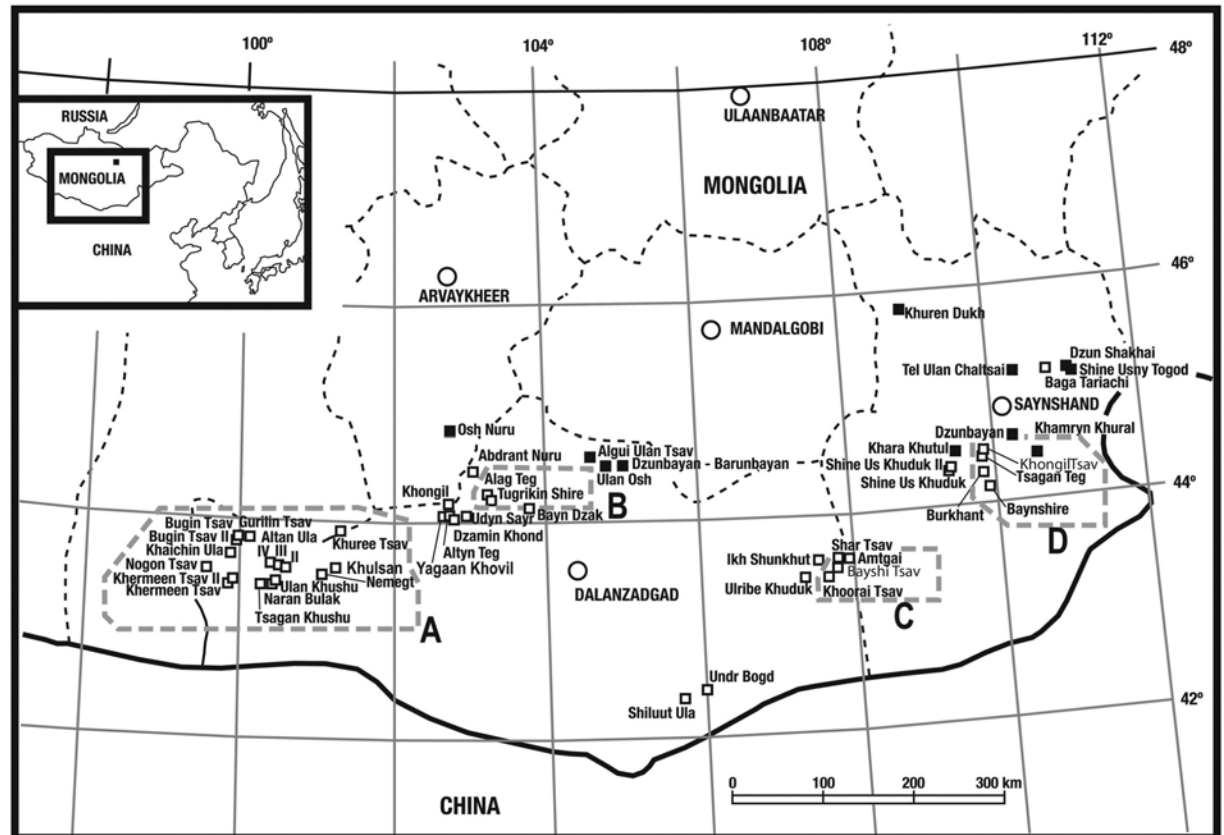 100º
104º
108º
112º
48º
RUSSIA
MONGOLIA
CHINA
ULAANBAATAR
MONGOLIA
46º
ARVAYKHEER
MANDALGOBI
Khuren Dukh
Dzun Shakhai
Tel Ulan Chaltsai
Shine Usny Togod
Baga Tariachi
SAYNSHAND
Osh Nuru
Dzunbayan
Khamryn Khural
Algui Ulan Tsav
Khara Khutul
Abdrant Nuru
Dzunbayan - Barunbayan
Shine Us Khuduk II
KhongilTsav
Ulan Osh
Alag Teg
Shine Us Khuduk
Tsagan Teg
44º
Tugrikin Shire
Khongil
B
Burkhant
Baynshire
Udyn Sayr
Bayn Dzak
Bugin Tsav
Gurilin Tsav
Dzamin Khond
D
Bugin Tsav II
Altan Ula
Khuree Tsav
Altyn Teg
Khaichin Ula
IV
III
II
Yagaan Khovil
Shar Tsav
Ikh Shunkhut
Amtgai
Nogon Tsav
Khulsan
Bayshi Tsav
Khermeen Tsav II
Nemegt
Khermeen Tsav
Ulan Khushu
Ulribe Khuduk
Khoorai Tsav
Naran Bulak
DALANZADGAD
Tsagan Khushu
A
C
Undr Bogd
42º
Shiluut Ula
0
100
200
300 km
CHINA